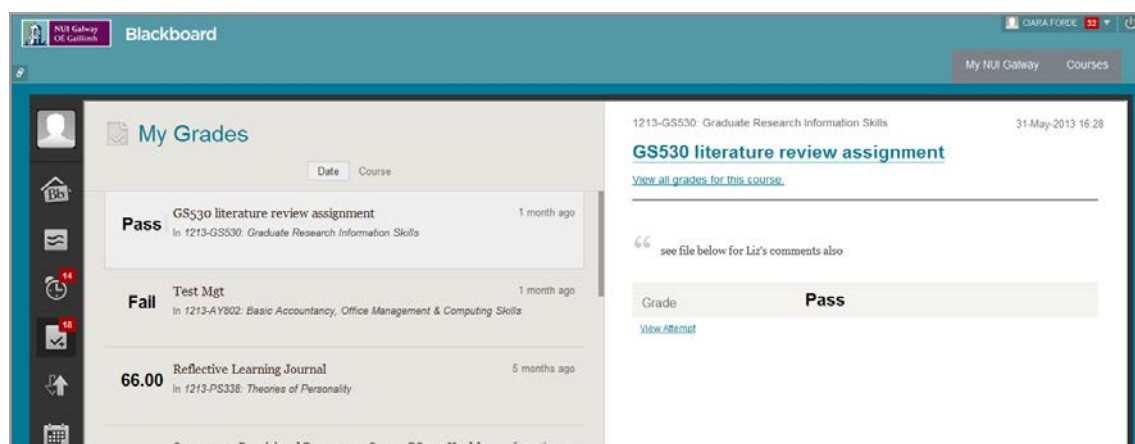 NUI Galway
OÉ Gaillimh
Blackboard
CIARA FORDE 32
My NUI Galway Courses
My Grades
Date Course
Pass
GS530 literature review assignment
1 month ago
In 1213-GS530: Graduate Research Information Skills
Fail
Test Mgt
1 month ago
In 1213-AY802: Basic Accountancy, Office Management & Computing Skills
66.00
Reflective Learning Journal
5 months ago
In 1213-PS338: Theories of Personality
Bb
14
18
1213-GS530: Graduate Research Information Skills
31-May-2013 16:28
GS530 literature review assignment
View all grades for this course.
see file below for Liz's comments also
Grade Pass
View Attempt